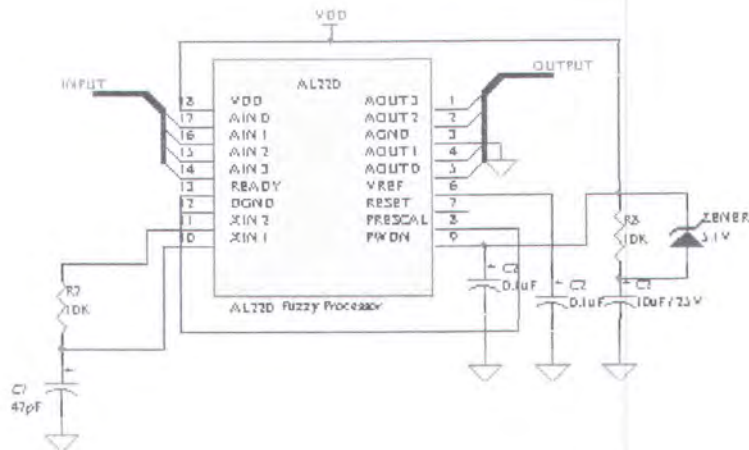 VDD
INPUT
AL220
OUTPUT
18 VDD AOUT3 1
17 AIN0 AOUT2 2
16 AIN1 AGND 3
15 AIN2 AOUT1 4
14 AIN3 AOUT0 5
13 READY VREF 6
12 DGND RESET 7
11 XIN2 PRESCAL 8
10 XIN1 PWDN 9
R2
10K
C1
47pF
AL220 Fuzzy Processor
C2
0.1uF
C2
0.1uF
10K
10uF/25V
ZENER
5.1V